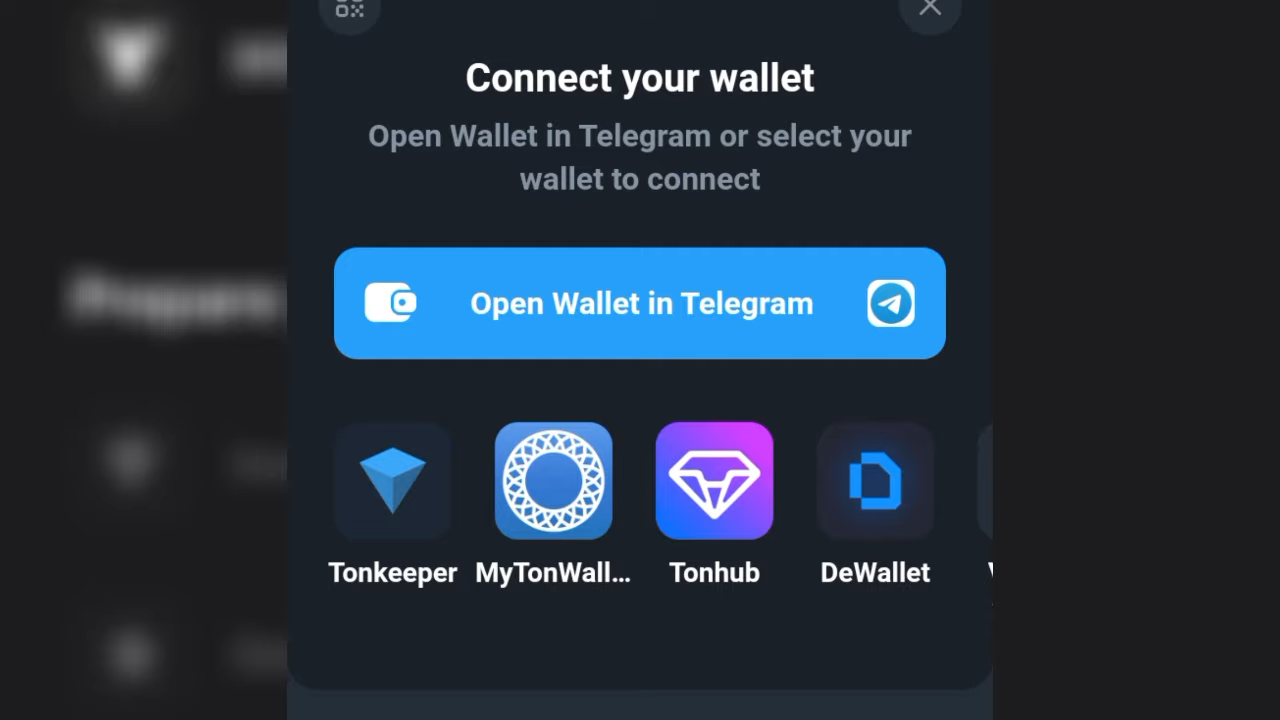 Connect your wallet
Open Wallet in Telegram or select your
wallet to connect
Open Wallet in Telegram
Tonkeeper
MyTonWall...
Tonhub
DeWallet
Prepare